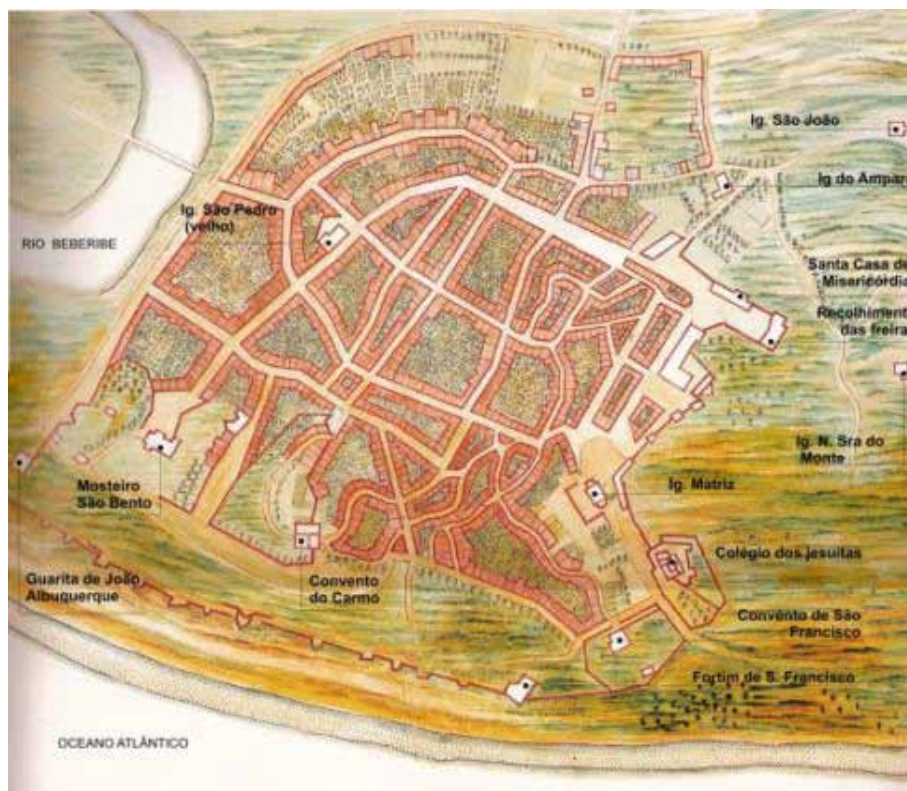 Ig. São João
Ig do Ampar
Ig. São Pedro
(velho)
RIO BEBERIBE
Santa Casa de
Misericórdia
Recolhiment
das freira
Ig. N. Sra do
Monte
Mosteiro
São Bento
Ig. Matriz
Colégio dos jesuitas
Guarita de João
Albuquerque
Convento
do Carmo
Convento de São
Francisco
Fortim de S. Francisco
OCEANO ATLÂNTICO